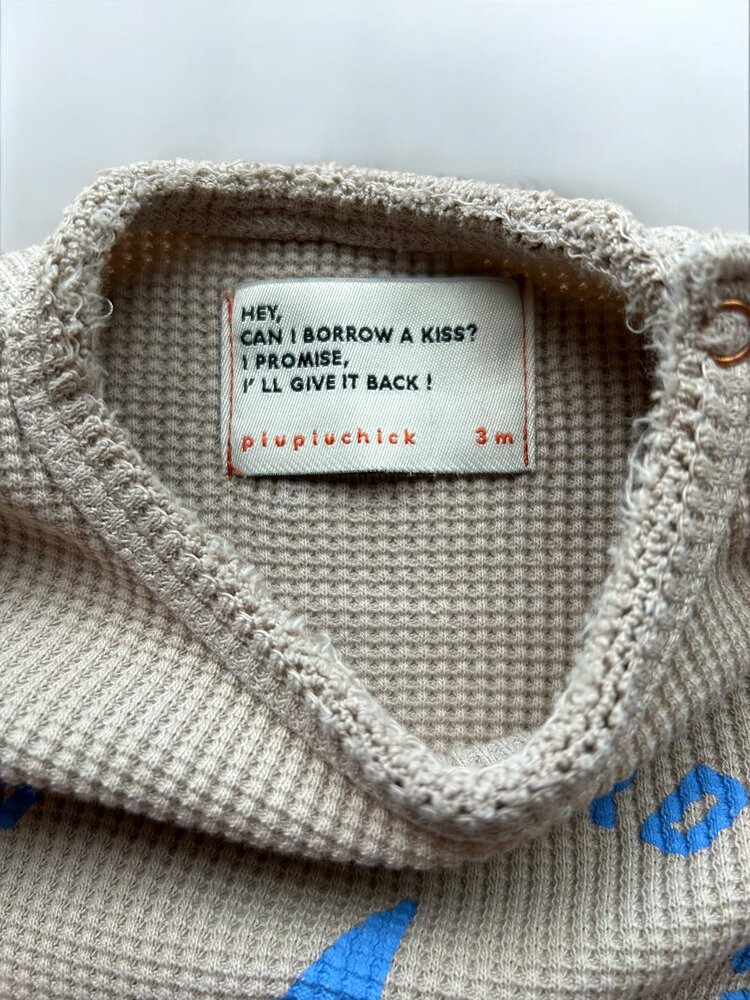 HEY,
CAN I BORROW A KISS?
I PROMISE,
I' LL GIVE IT BACK !
piupiuchick 3m